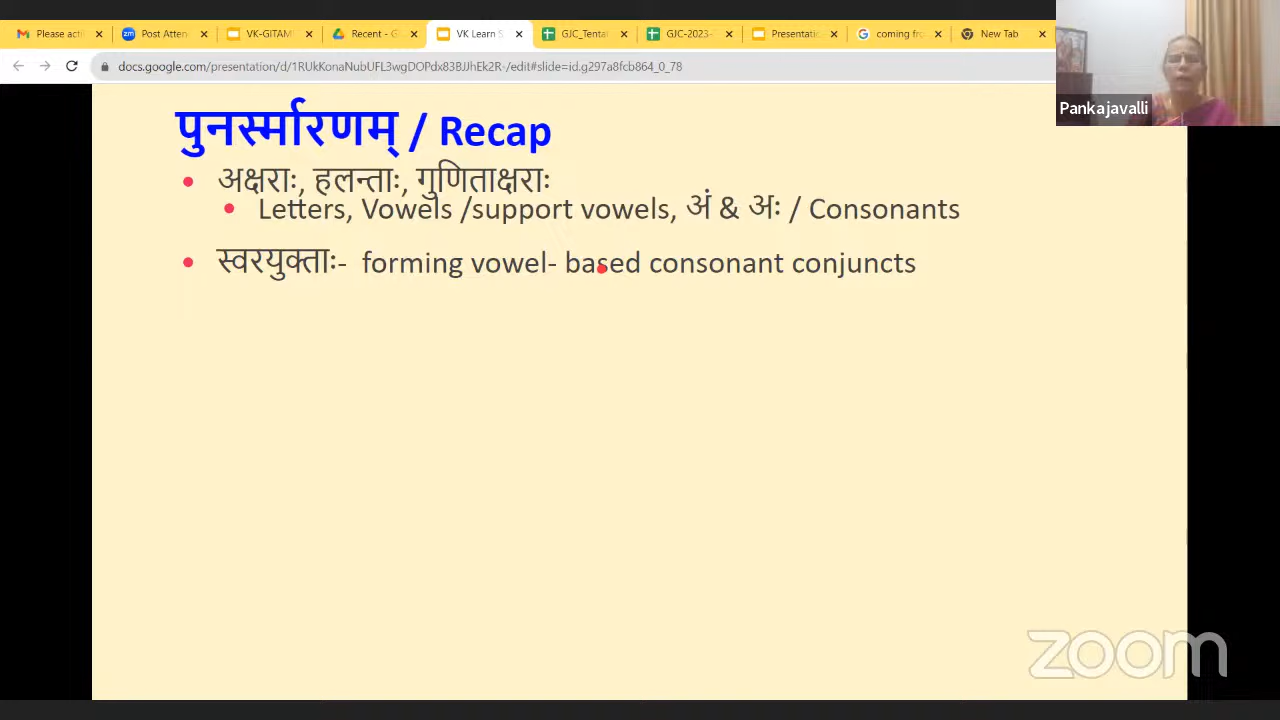 Please acti
Post Atten
VK-GITAM
Recent - G
VK Learn S
GJC_Tenta
GJC-2023-
Presentatio
coming fro
New Tab
docs.google.com/presentation/d/1RUkKonaNubUFL3wgDOPdx83BJJhEk2R-/edit#slide=id.g297a8fcb864_0_78
Pankajavalli
पुनर्स्मारणम् / Recap
अक्षराः, हलन्ताः, गुणिताक्षराः
Letters, Vowels /support vowels, अं & अः / Consonants
स्वरयुक्ताः- forming vowel- based consonant conjuncts
zoom